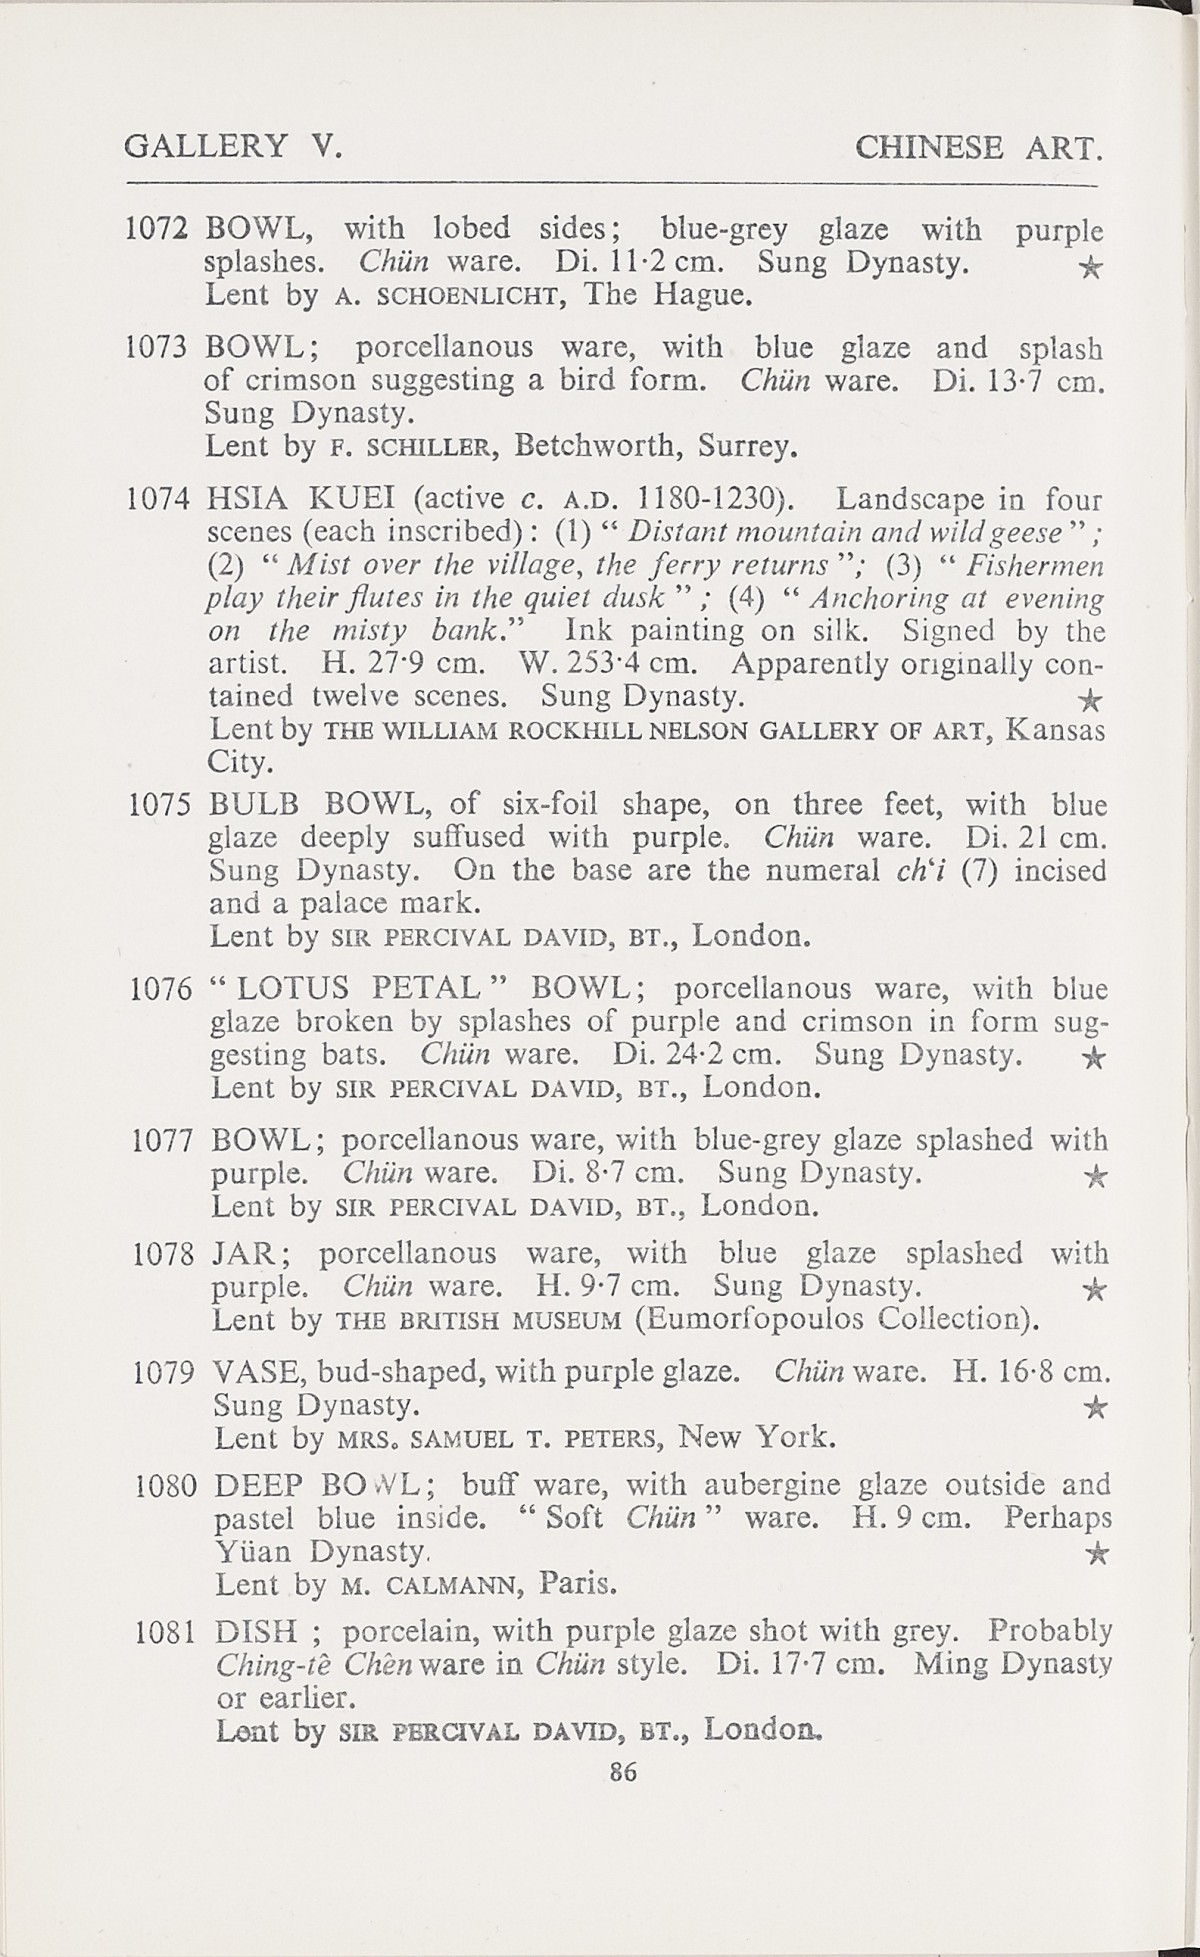 GALLERY V. CHINESE ART.
1072 BOWL, with lobed sides; blue-grey glaze with purple
splashes. Chün ware. Di. 11·2 cm. Sung Dynasty. ★
Lent by A. SCHOENLICHT, The Hague.
1073 BOWL; porcellanous ware, with blue glaze and splash
of crimson suggesting a bird form. Chün ware. Di. 13·7 cm.
Sung Dynasty.
Lent by F. SCHILLER, Betchworth, Surrey.
1074 HSIA KUEI (active c. A.D. 1180-1230). Landscape in four
scenes (each inscribed): (1) “ Distant mountain and wild geese ” ;
(2) “ Mist over the village, the ferry returns ”; (3) “ Fishermen
play their flutes in the quiet dusk ” ; (4) “ Anchoring at evening
on the misty bank.” Ink painting on silk. Signed by the
artist. H. 27·9 cm. W. 253·4 cm. Apparently originally con-
tained twelve scenes. Sung Dynasty. ★
Lent by THE WILLIAM ROCKHILL NELSON GALLERY OF ART, Kansas
City.
1075 BULB BOWL, of six-foil shape, on three feet, with blue
glaze deeply suffused with purple. Chün ware. Di. 21 cm.
Sung Dynasty. On the base are the numeral ch‘i (7) incised
and a palace mark.
Lent by SIR PERCIVAL DAVID, BT., London.
1076 “ LOTUS PETAL ” BOWL; porcellanous ware, with blue
glaze broken by splashes of purple and crimson in form sug-
gesting bats. Chün ware. Di. 24·2 cm. Sung Dynasty. ★
Lent by SIR PERCIVAL DAVID, BT., London.
1077 BOWL; porcellanous ware, with blue-grey glaze splashed with
purple. Chün ware. Di. 8·7 cm. Sung Dynasty. ★
Lent by SIR PERCIVAL DAVID, BT., London.
1078 JAR; porcellanous ware, with blue glaze splashed with
purple. Chün ware. H. 9·7 cm. Sung Dynasty. ★
Lent by THE BRITISH MUSEUM (Eumorfopoulos Collection).
1079 VASE, bud-shaped, with purple glaze. Chün ware. H. 16·8 cm.
Sung Dynasty. ★
Lent by MRS. SAMUEL T. PETERS, New York.
1080 DEEP BOWL; buff ware, with aubergine glaze outside and
pastel blue inside. “ Soft Chün ” ware. H. 9 cm. Perhaps
Yüan Dynasty. ★
Lent by M. CALMANN, Paris.
1081 DISH ; porcelain, with purple glaze shot with grey. Probably
Ching-tê Chên ware in Chün style. Di. 17·7 cm. Ming Dynasty
or earlier.
Lent by SIR PERCIVAL DAVID, BT., London.
86